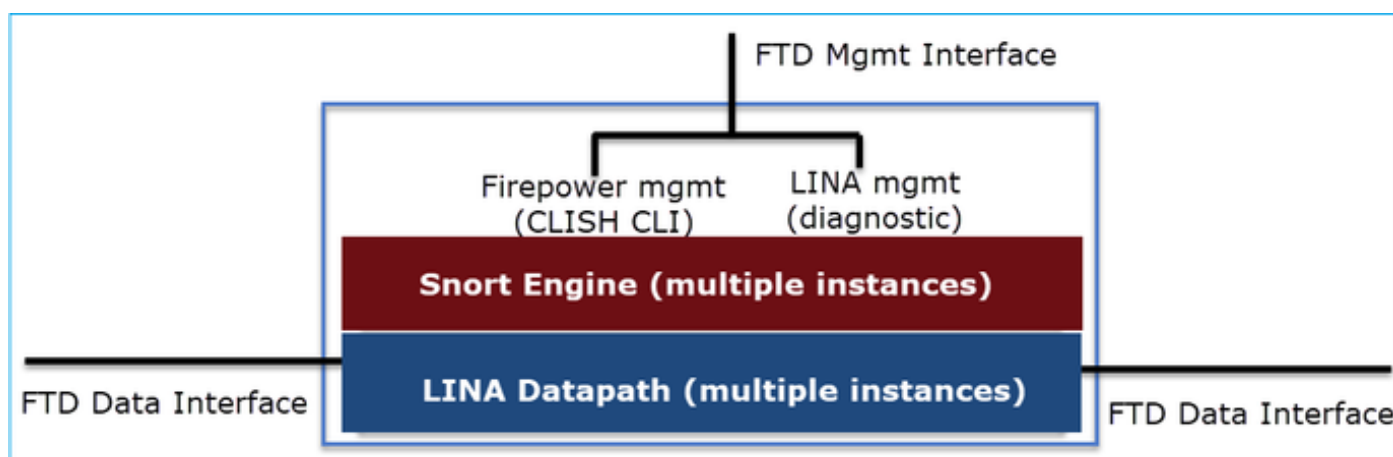 FTD Mgmt Interface
Firepower mgmt
(CLISH CLI)
LINA mgmt
(diagnostic)
Snort Engine (multiple instances)
LINA Datapath (multiple instances)
FTD Data Interface
FTD Data Interface